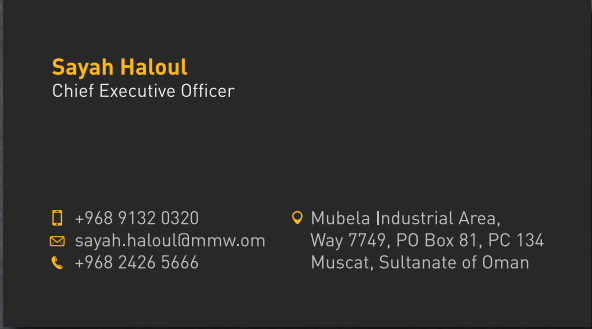 Sayah Haloul
Chief Executive Officer
+968 9132 0320
sayah.haloul@mmw.om
+968 2426 5666
Mubela Industrial Area,
Way 7749, PO Box 81, PC 134
Muscat, Sultanate of Oman